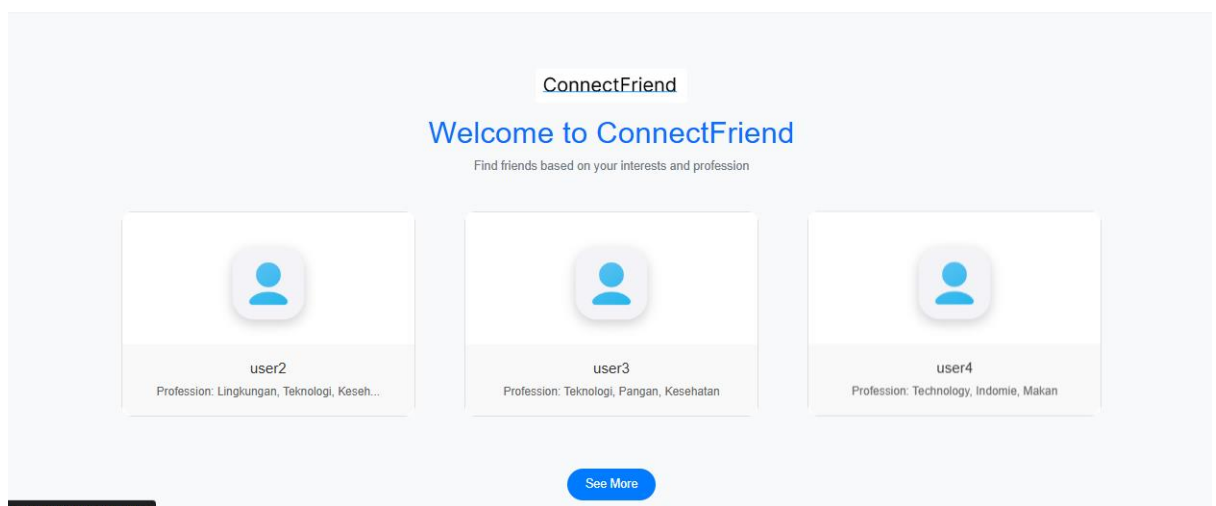 ConnectFriend
Welcome to ConnectFriend
Find friends based on your interests and profession
user2
Profession: Lingkungan, Teknologi, Keseh...
user3
Profession: Teknologi, Pangan, Kesehatan
user4
Profession: Technology, Indomie, Makan
See More